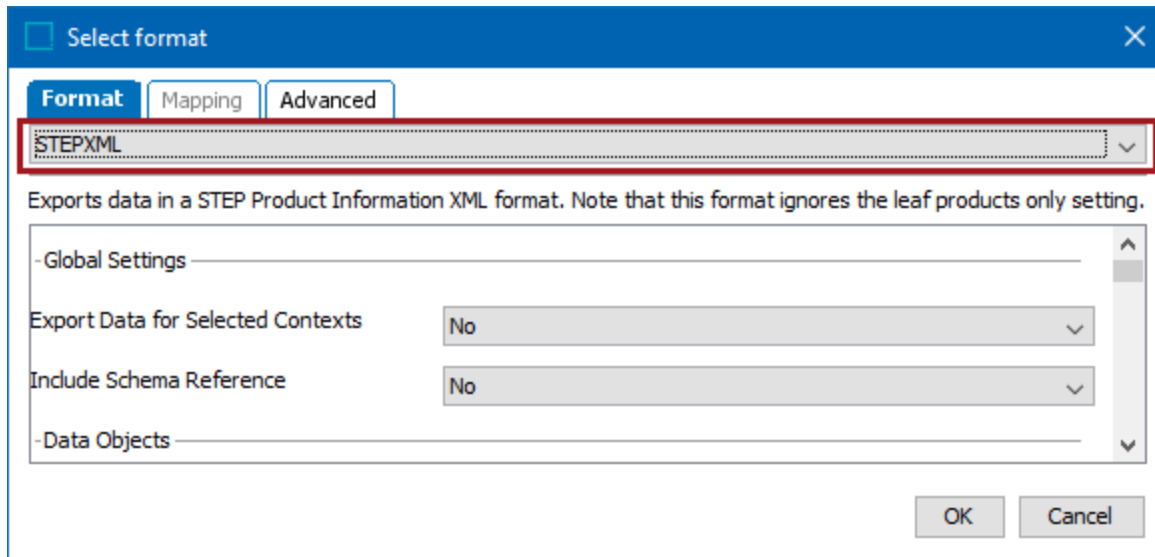 Select format
Format Mapping Advanced
STEPXML
Exports data in a STEP Product Information XML format. Note that this format ignores the leaf products only setting.
Global Settings
Export Data for Selected Contexts No
Include Schema Reference No
Data Objects
OK Cancel